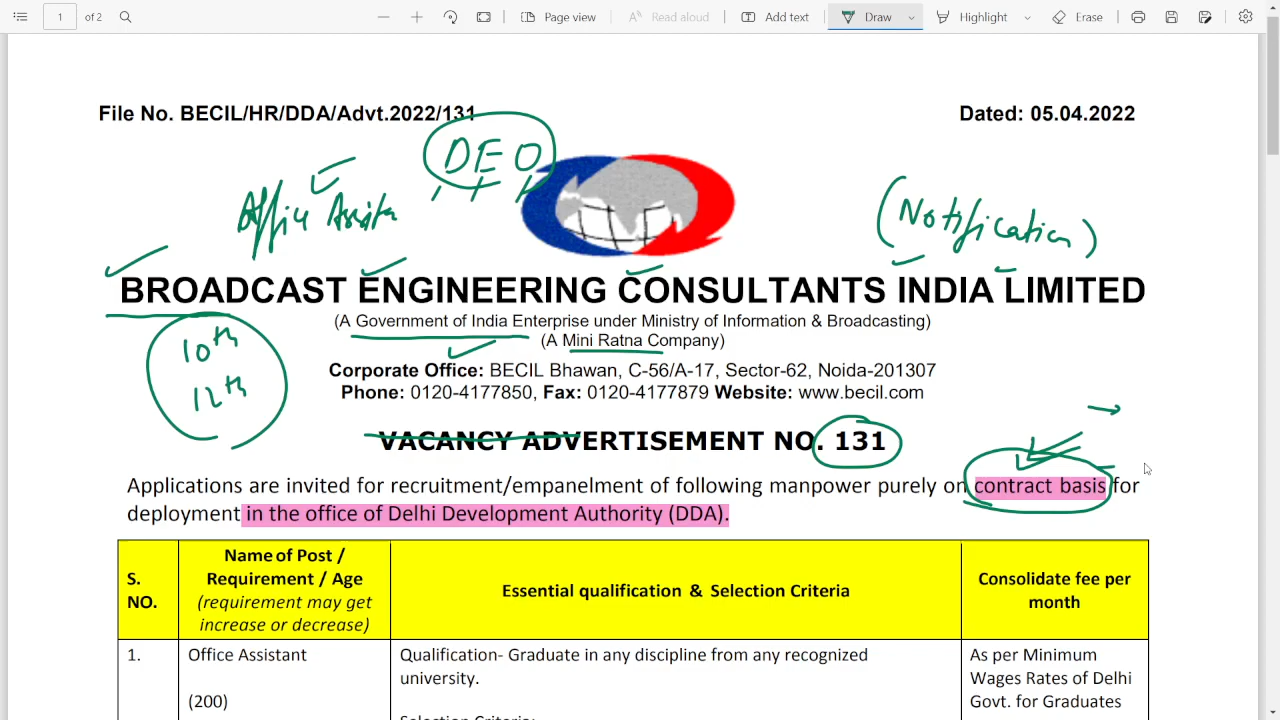 1 of 2 Page view Read aloud Add text Draw Highlight Erase
File No. BECIL/HR/DDA/Advt.2022/131 Dated: 05.04.2022
DEO
Office
(Notification)
BROADCAST ENGINEERING CONSULTANTS INDIA LIMITED
(A Government of India Enterprise under Ministry of Information & Broadcasting)
(A Mini Ratna Company)
10th
12th
Corporate Office: BECIL Bhawan, C-56/A-17, Sector-62, Noida-201307
Phone: 0120-4177850, Fax: 0120-4177879 Website: www.becil.com
VACANCY ADVERTISEMENT NO. 131
Applications are invited for recruitment/empanelment of following manpower purely on contract basis for
deployment in the office of Delhi Development Authority (DDA).
S.
NO.
Name of Post /
Requirement / Age
(requirement may get
increase or decrease)
Essential qualification & Selection Criteria
Consolidate fee per
month
1.
Office Assistant
(200)
Qualification- Graduate in any discipline from any recognized
university.
Selection Criteria:
As per Minimum
Wages Rates of Delhi
Govt. for Graduates